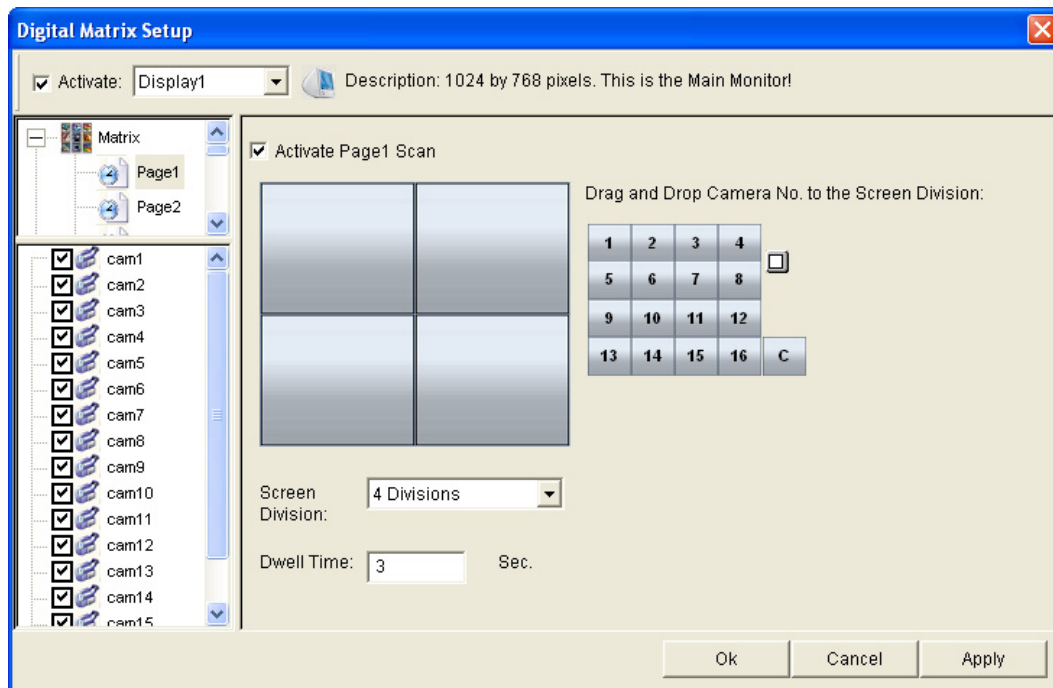 Digital Matrix Setup
Activate: Display1 Description: 1024 by 768 pixels. This is the Main Monitor!
Matrix
Page1
Page2
cam1
cam2
cam3
cam4
cam5
cam6
cam7
cam8
cam9
cam10
cam11
cam12
cam13
cam14
cam15
Activate Page1 Scan
Drag and Drop Camera No. to the Screen Division:
1 2 3 4
5 6 7 8
9 10 11 12
13 14 15 16 C
Screen
Division:
4 Divisions
Dwell Time: 3 Sec.
Ok Cancel Apply